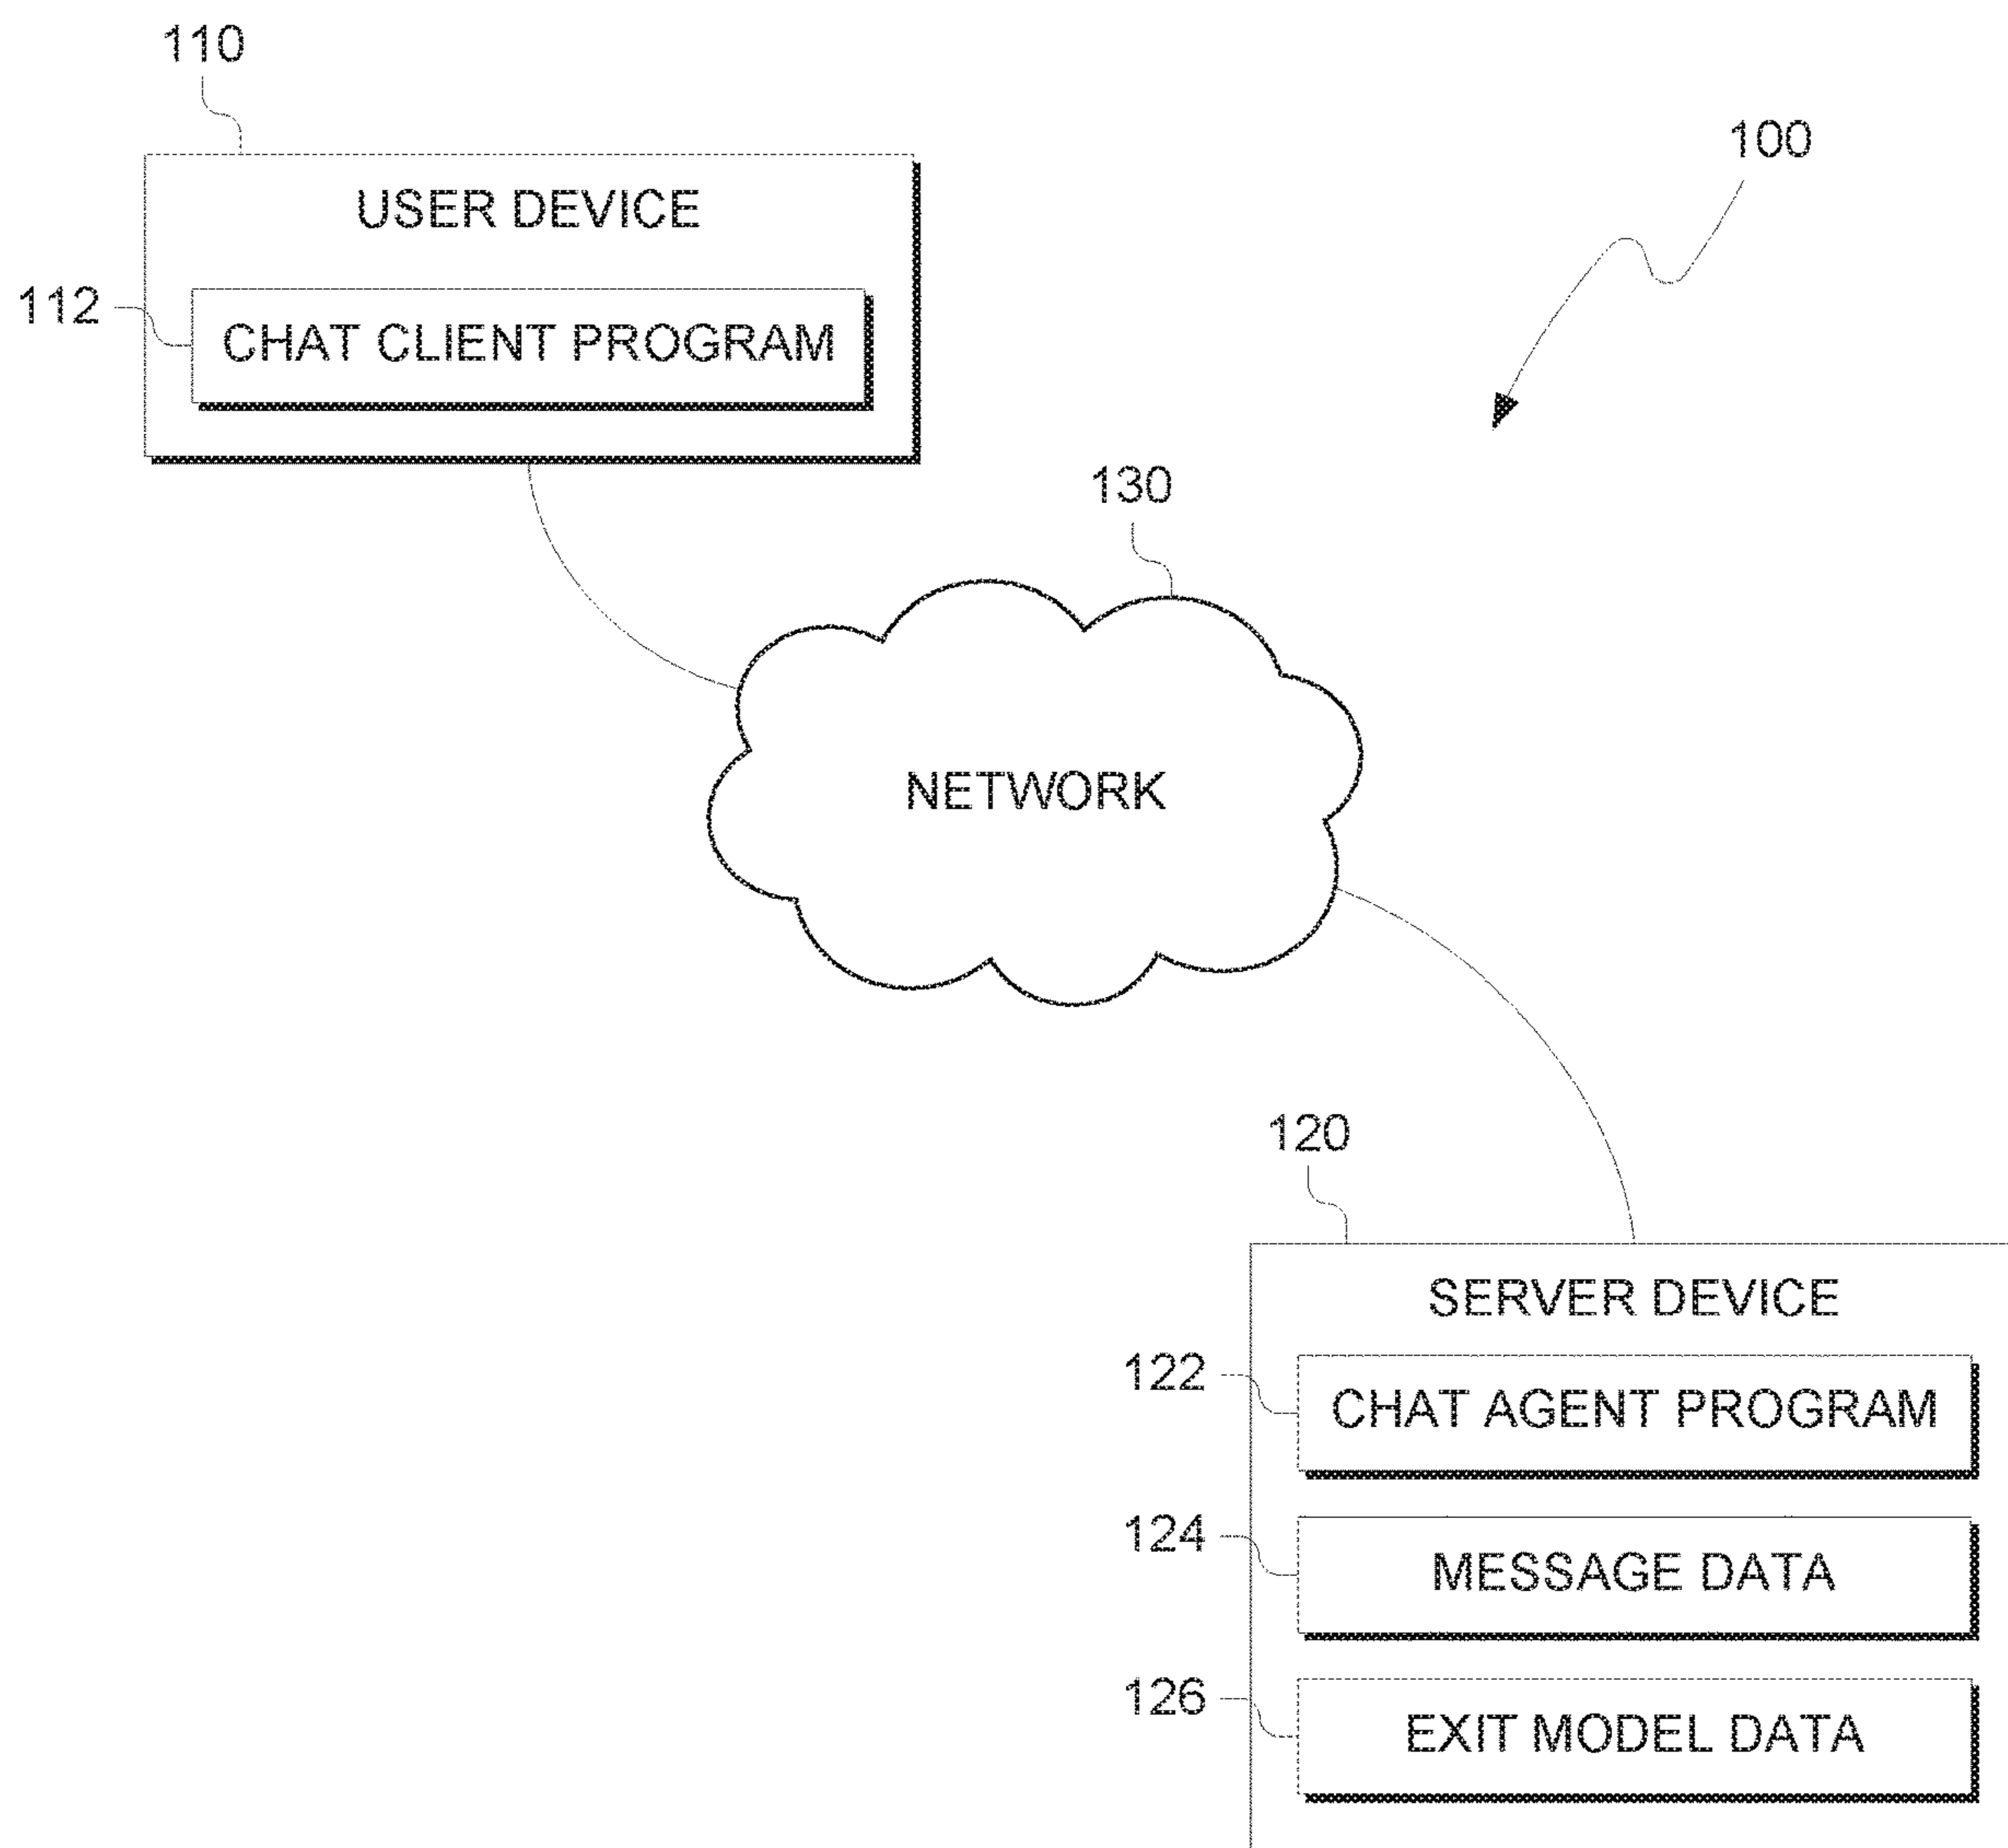 110
100
USER DEVICE
112
CHAT CLIENT PROGRAM
130
NETWORK
120
SERVER DEVICE
122
CHAT AGENT PROGRAM
124
MESSAGE DATA
126
EXIT MODEL DATA